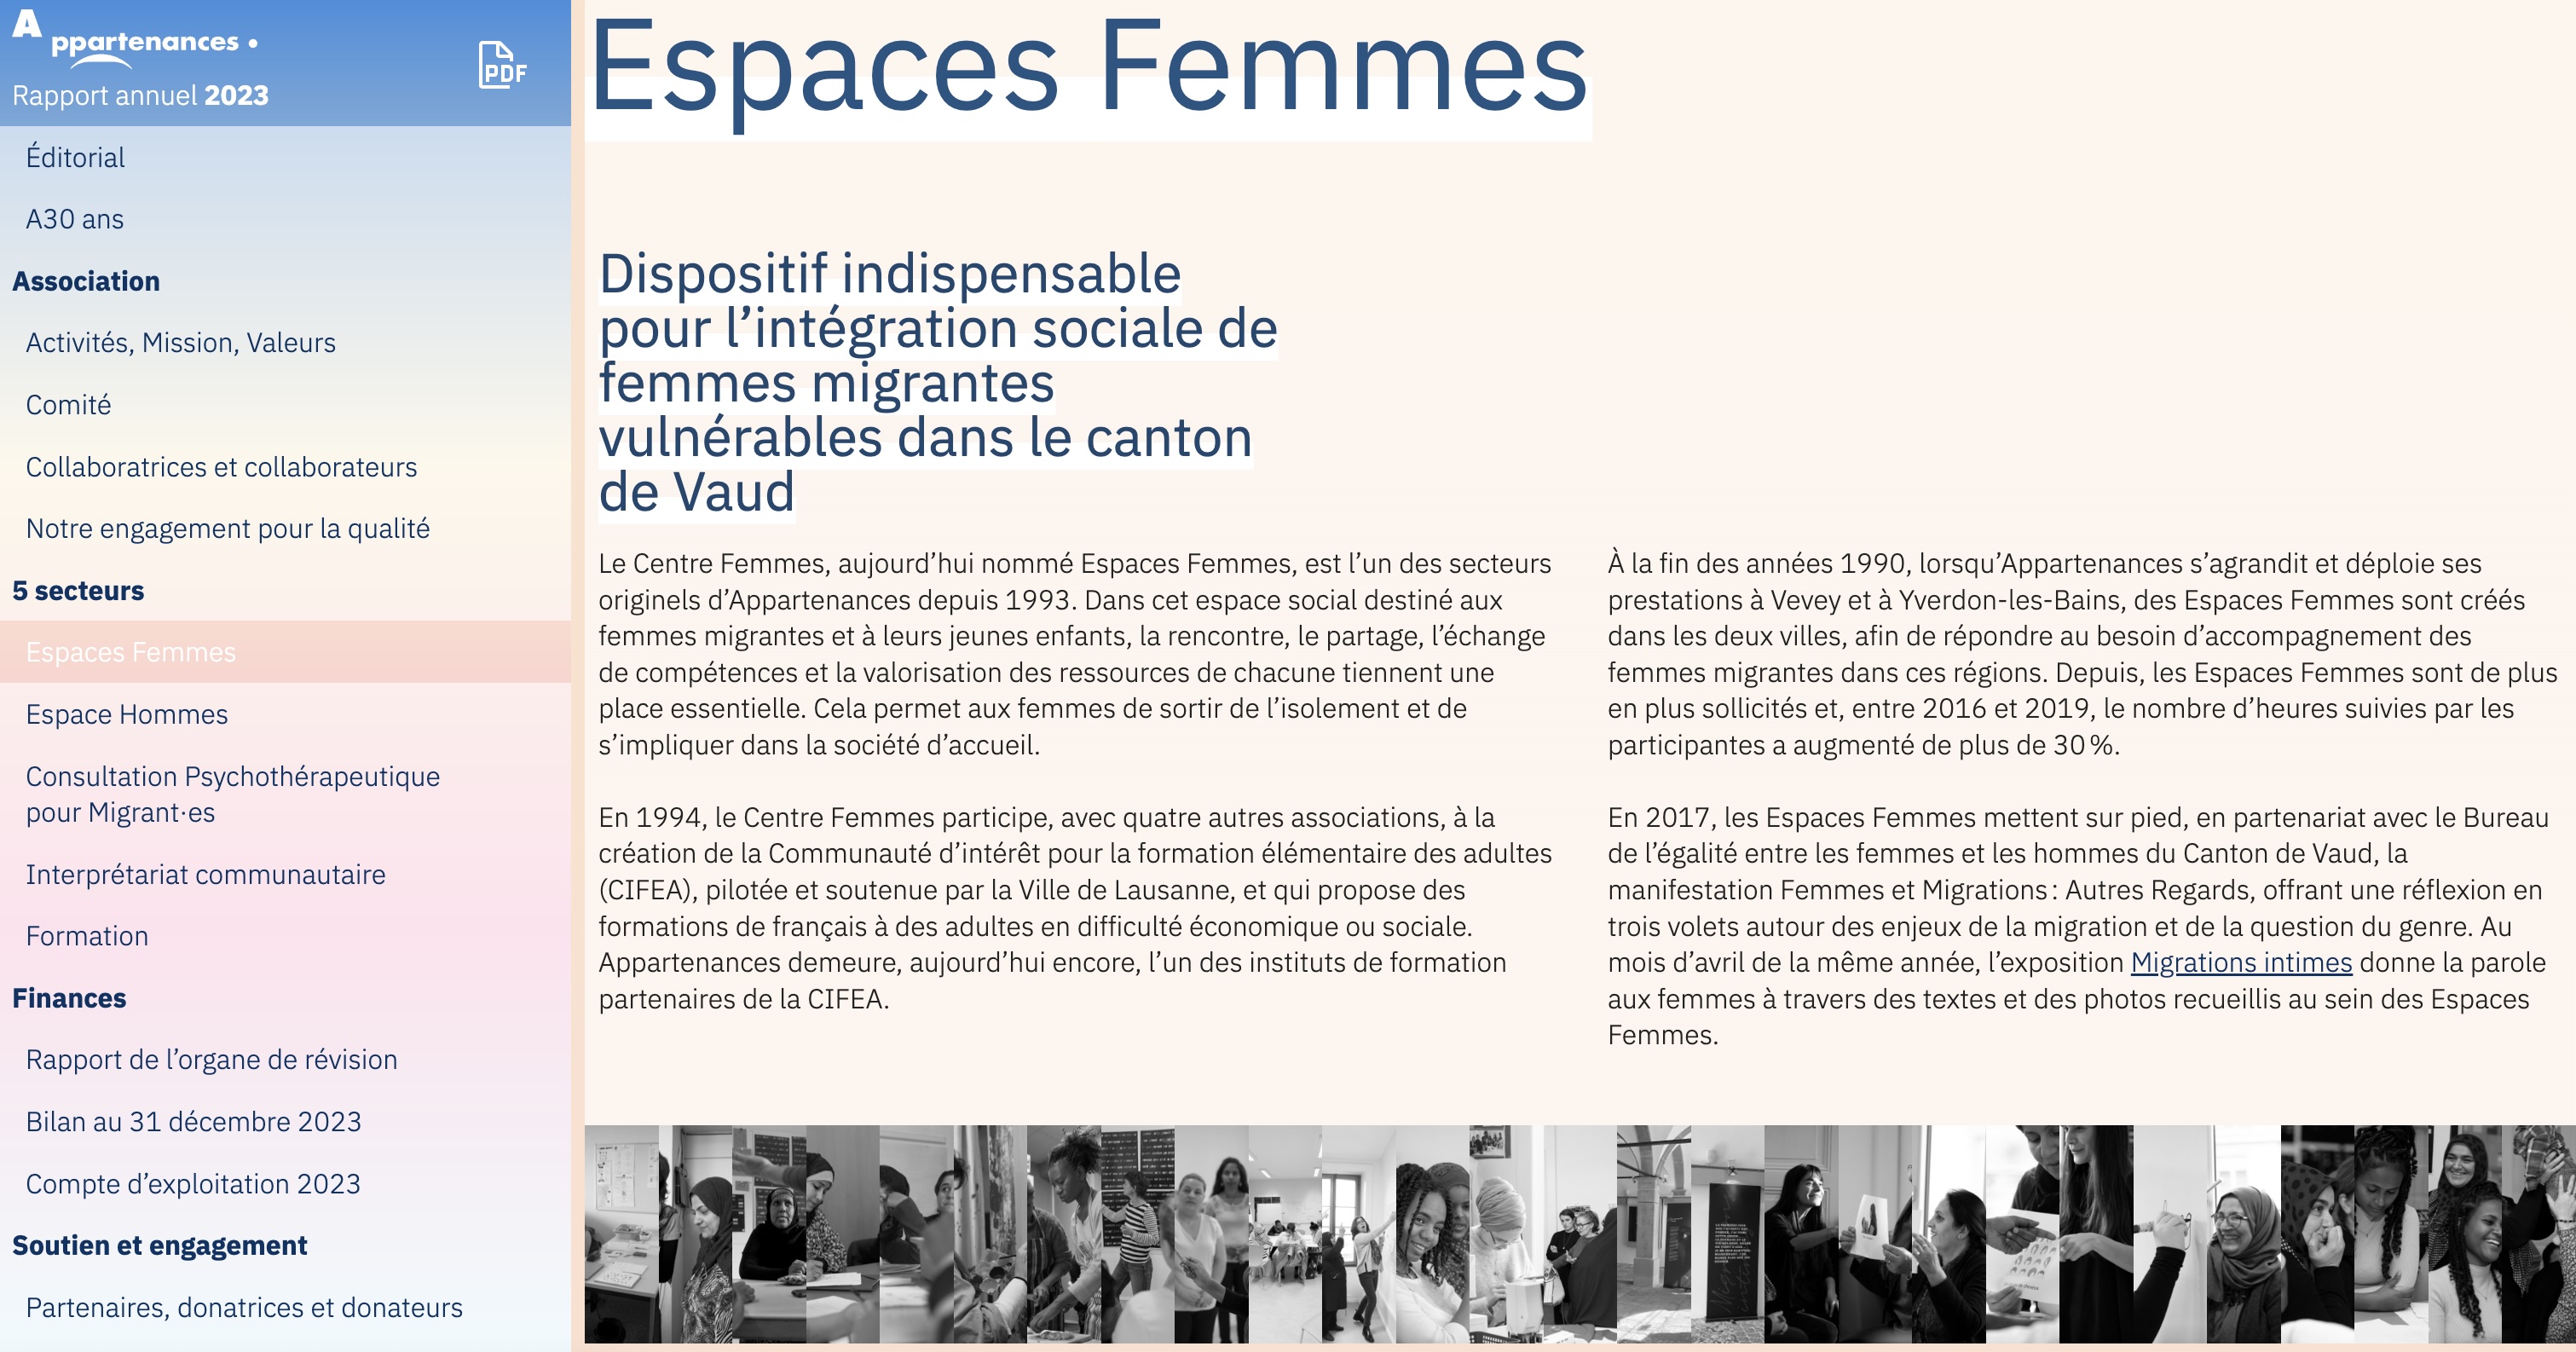 Appartenances •
Rapport annuel 2023
PDF
Éditorial
A30 ans
Association
Activités, Mission, Valeurs
Comité
Collaboratrices et collaborateurs
Notre engagement pour la qualité
5 secteurs
Espaces Femmes
Espace Hommes
Consultation Psychothérapeutique
pour Migrant·es
Interprétariat communautaire
Formation
Finances
Rapport de l’organe de révision
Bilan au 31 décembre 2023
Compte d’exploitation 2023
Soutien et engagement
Partenaires, donatrices et donateurs
Espaces Femmes
Dispositif indispensable
pour l’intégration sociale de
femmes migrantes
vulnérables dans le canton
de Vaud
Le Centre Femmes, aujourd’hui nommé Espaces Femmes, est l’un des secteurs
originels d’Appartenances depuis 1993. Dans cet espace social destiné aux
femmes migrantes et à leurs jeunes enfants, la rencontre, le partage, l’échange
de compétences et la valorisation des ressources de chacune tiennent une
place essentielle. Cela permet aux femmes de sortir de l’isolement et de
s’impliquer dans la société d’accueil.
En 1994, le Centre Femmes participe, avec quatre autres associations, à la
création de la Communauté d’intérêt pour la formation élémentaire des adultes
(CIFEA), pilotée et soutenue par la Ville de Lausanne, et qui propose des
formations de français à des adultes en difficulté économique ou sociale.
Appartenances demeure, aujourd’hui encore, l’un des instituts de formation
partenaires de la CIFEA.
À la fin des années 1990, lorsqu’Appartenances s’agrandit et déploie ses
prestations à Vevey et à Yverdon-les-Bains, des Espaces Femmes sont créés
dans les deux villes, afin de répondre au besoin d’accompagnement des
femmes migrantes dans ces régions. Depuis, les Espaces Femmes sont de plus
en plus sollicités et, entre 2016 et 2019, le nombre d’heures suivies par les
participantes a augmenté de plus de 30 %.
En 2017, les Espaces Femmes mettent sur pied, en partenariat avec le Bureau
de l’égalité entre les femmes et les hommes du Canton de Vaud, la
manifestation Femmes et Migrations : Autres Regards, offrant une réflexion en
trois volets autour des enjeux de la migration et de la question du genre. Au
mois d’avril de la même année, l’exposition Migrations intimes donne la parole
aux femmes à travers des textes et des photos recueillis au sein des Espaces
Femmes.